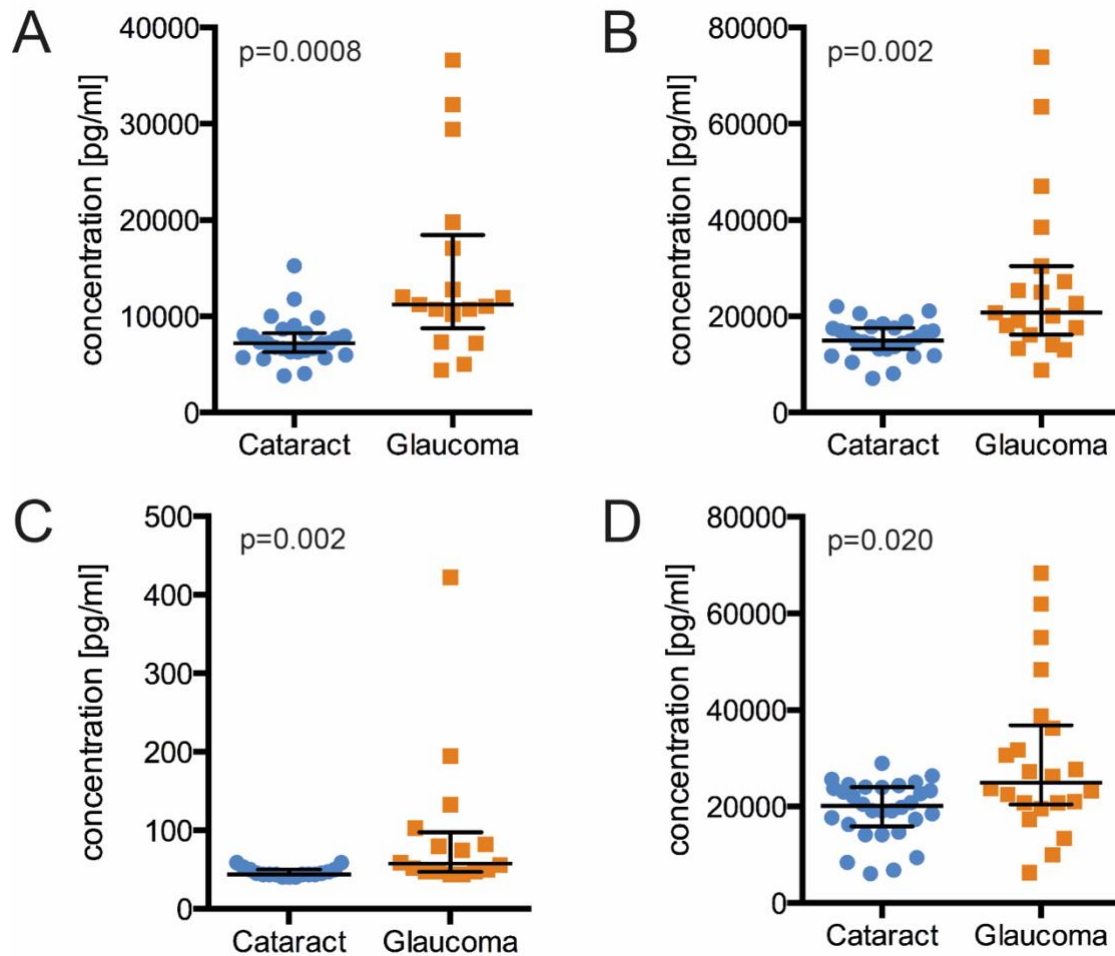 A
p=0.0008
concentration [pg/ml]
40000
30000
20000
10000
0
Cataract Glaucoma
B
p=0.002
concentration [pg/ml]
80000
60000
40000
20000
0
Cataract Glaucoma
C
p=0.002
concentration [pg/ml]
500
400
300
200
100
0
Cataract Glaucoma
D
p=0.020
concentration [pg/ml]
80000
60000
40000
20000
0
Cataract Glaucoma